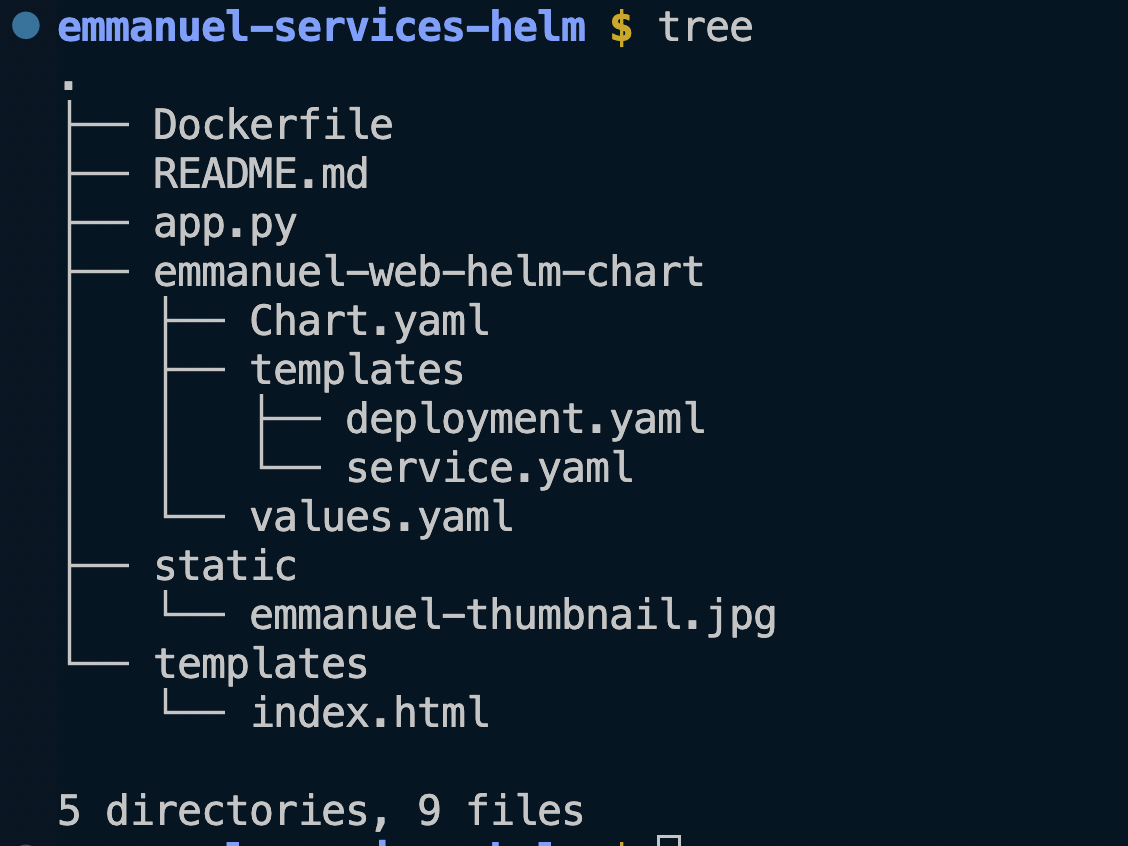 emmanuel-services-helm $ tree
.
├── Dockerfile
├── README.md
├── app.py
├── emmanuel-web-helm-chart
│   ├── Chart.yaml
│   ├── templates
│   │   ├── deployment.yaml
│   │   └── service.yaml
│   └── values.yaml
├── static
│   └── emmanuel-thumbnail.jpg
└── templates
    └── index.html

5 directories, 9 files